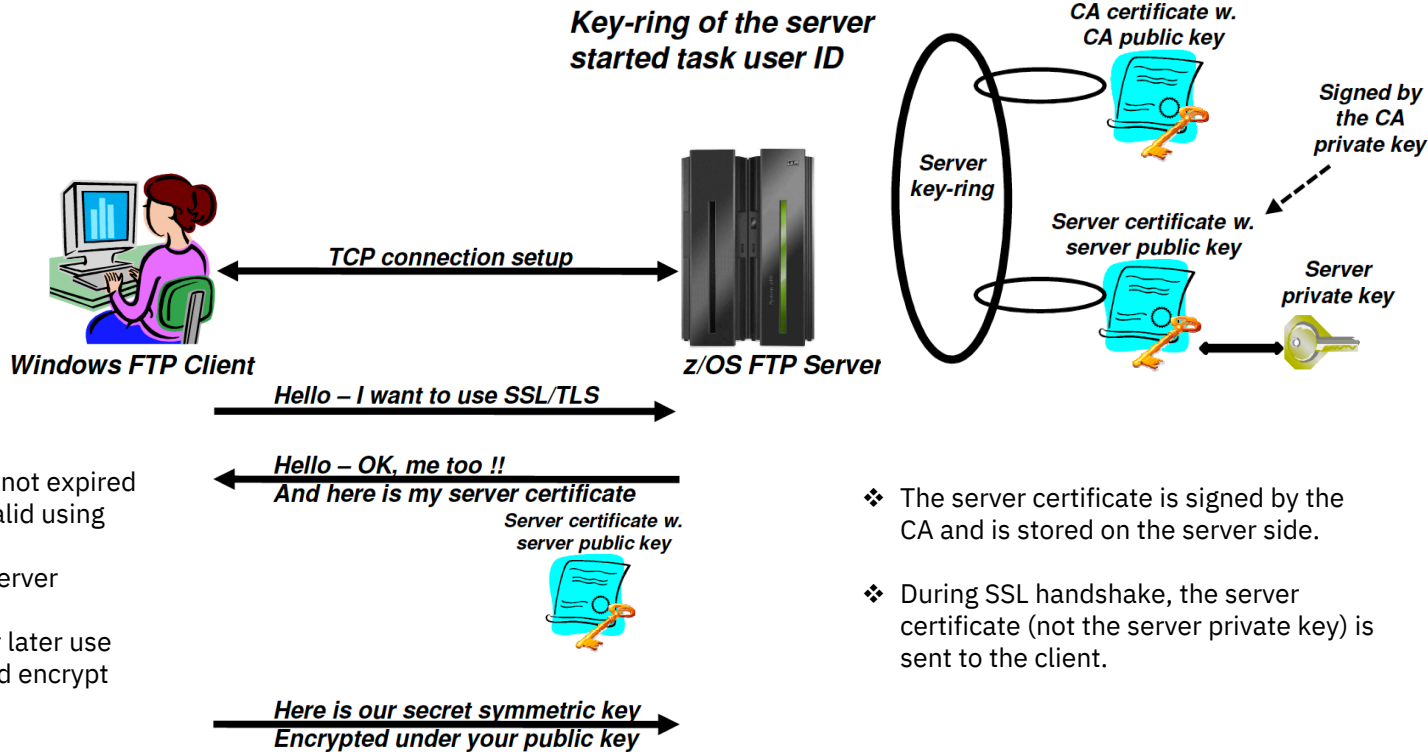 Key-ring of the server
started task user ID
CA certificate w.
CA public key
Signed by
the CA
private key
Server
key-ring
Server certificate w.
server public key
Server
private key
TCP connection setup
Windows FTP Client
z/OS FTP Server
Hello – I want to use SSL/TLS
Hello – OK, me too !!
And here is my server certificate
Server certificate w.
server public key
not expired
alid using
erver
r later use
d encrypt
❖ The server certificate is signed by the
CA and is stored on the server side.
❖ During SSL handshake, the server
certificate (not the server private key) is
sent to the client.
Here is our secret symmetric key
Encrypted under your public key